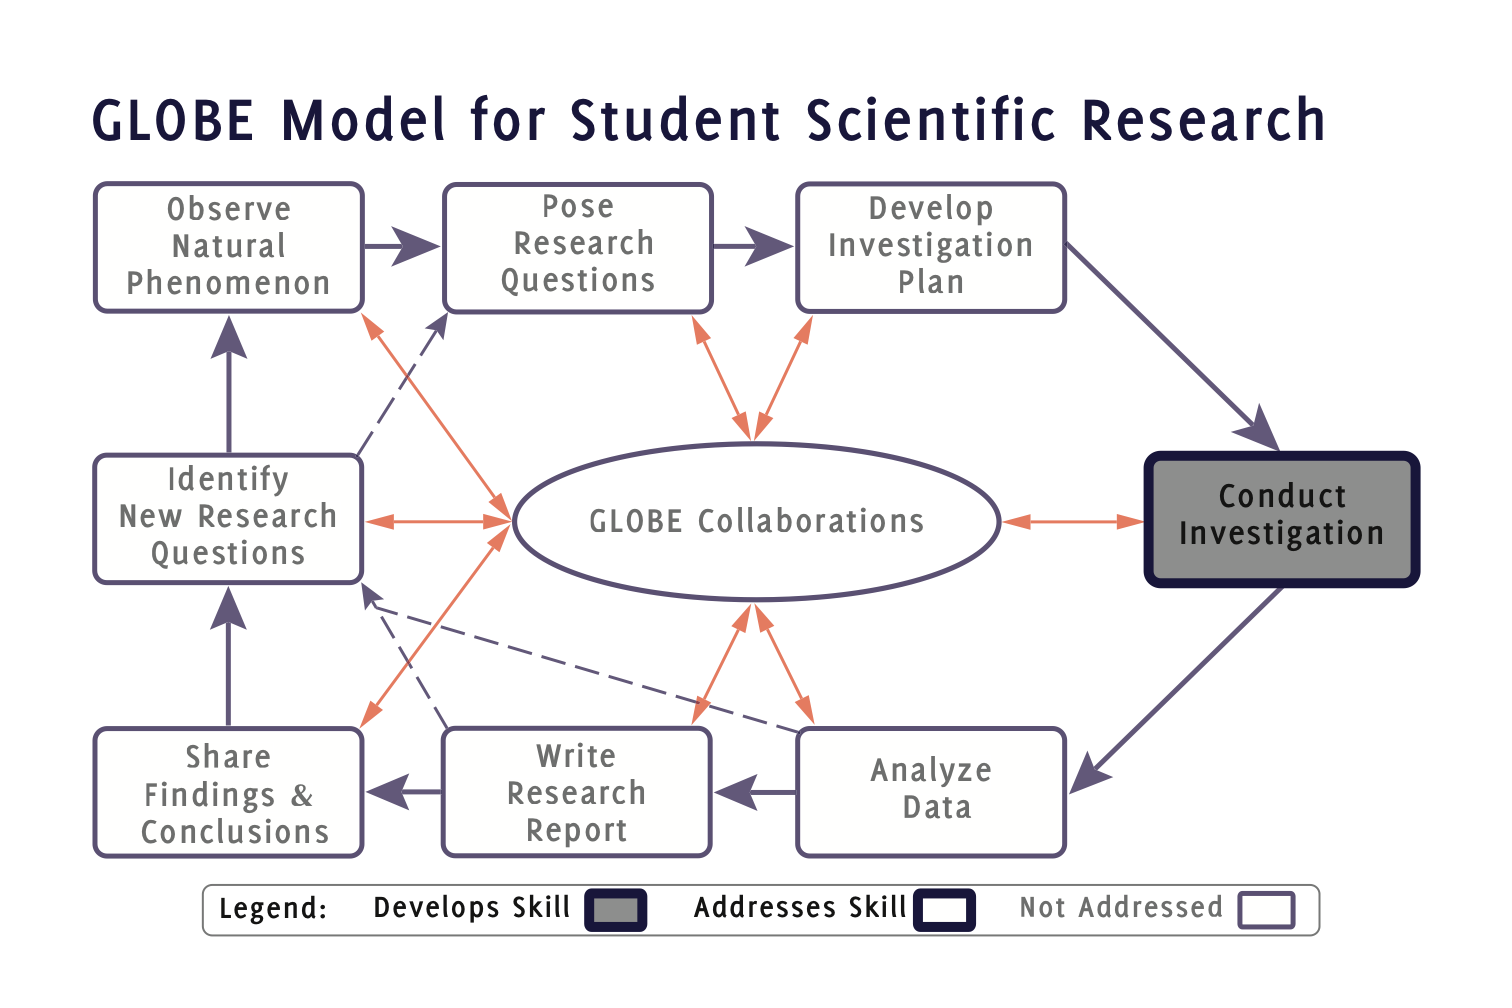 GLOBE Model for Student Scientific Research
Observe
Natural
Phenomenon
Pose
Research
Questions
Develop
Investigation
Plan
Identify
New Research
Questions
GLOBE Collaborations
Conduct
Investigation
Share
Findings &
Conclusions
Write
Research
Report
Analyze
Data
Legend: Develops Skill Addresses Skill Not Addressed